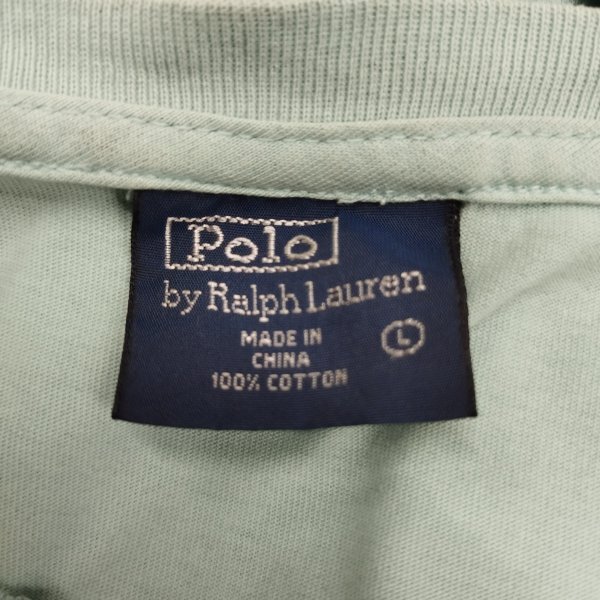 Polo
by Ralph Lauren
MADE IN
CHINA
100% COTTON
L